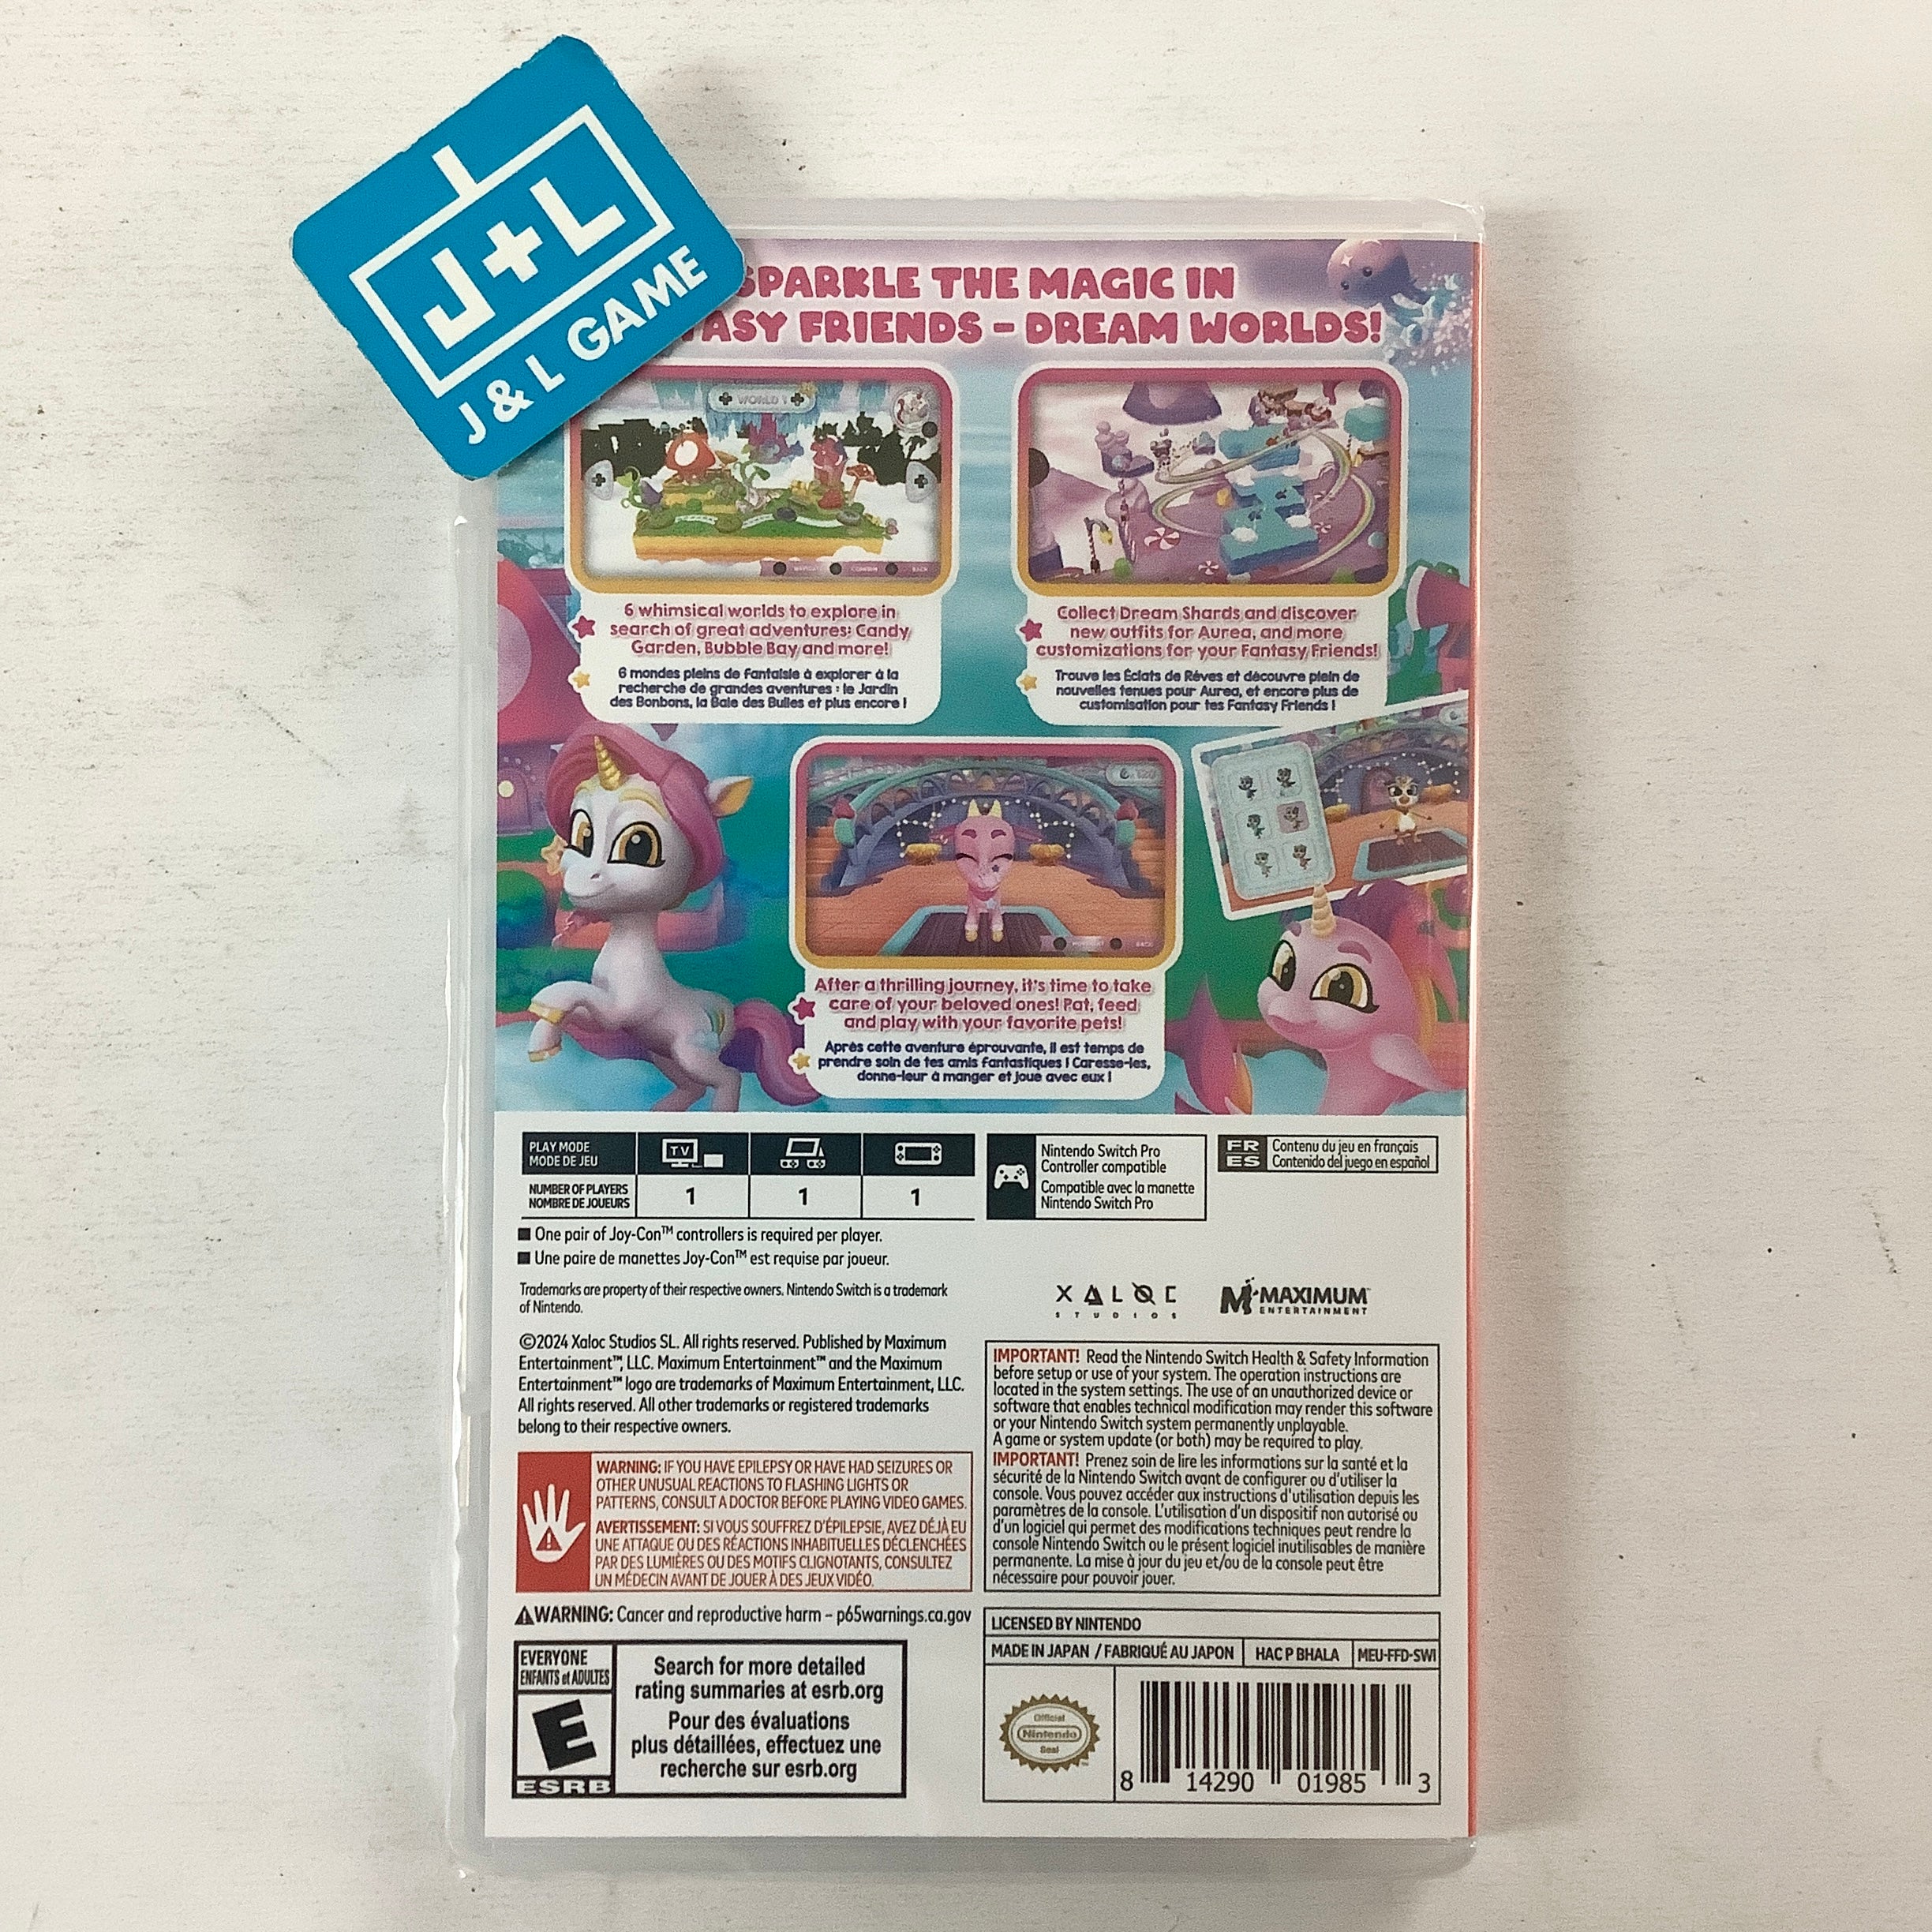 J+L
J & L GAME
SPARKLE THE MAGIC IN
TASY FRIENDS – DREAM WORLDS!
WORLD 1
CONFIRM
BACK
6 whimsical worlds to explore in
search of great adventures: Candy
Garden, Bubble Bay and more!
6 mondes pleins de fantaisie à explorer à la
recherche de grandes aventures : le Jardin
des Bonbons, la Baie des Bulles et plus encore !
Collect Dream Shards and discover
new outfits for Aurea, and more
customizations for your Fantasy Friends!
Trouve les Éclats de Rêves et découvre plein de
nouvelles tenues pour Aurea, et encore plus de
customisation pour tes Fantasy Friends !
BACK
After a thrilling journey, it's time to take
care of your beloved ones! Pat, feed
and play with your favorite pets!
Après cette aventure éprouvante, il est temps de
prendre soin de tes amis fantastiques ! Caresse-les,
donne-leur à manger et joue avec eux !
PLAY MODE
MODE DE JEU
TV
NUMBER OF PLAYERS
NOMBRE DE JOUEURS
1 1 1
Nintendo Switch Pro
Controller compatible
Compatible avec la manette
Nintendo Switch Pro
FR Contenu du jeu en français
ES Contenido del juego en español
■ One pair of Joy-Con™ controllers is required per player.
■ Une paire de manettes Joy-Con™ est requise par joueur.
Trademarks are property of their respective owners. Nintendo Switch is a trademark
of Nintendo.
XALOC
STUDIOS
MAXIMUM
ENTERTAINMENT
©2024 Xaloc Studios SL. All rights reserved. Published by Maximum
Entertainment™, LLC. Maximum Entertainment™ and the Maximum
Entertainment™ logo are trademarks of Maximum Entertainment, LLC.
All rights reserved. All other trademarks or registered trademarks
belong to their respective owners.
IMPORTANT! Read the Nintendo Switch Health & Safety Information
before setup or use of your system. The operation instructions are
located in the system settings. The use of an unauthorized device or
software that enables technical modification may render this software
or your Nintendo Switch system permanently unplayable.
A game or system update (or both) may be required to play.
IMPORTANT! Prenez soin de lire les informations sur la santé et la
sécurité de la Nintendo Switch avant de configurer ou d'utiliser la
console. Vous pouvez accéder aux instructions d'utilisation depuis les
paramètres de la console. L'utilisation d'un dispositif non autorisé ou
d'un logiciel qui permet des modifications techniques peut rendre la
console Nintendo Switch ou le présent logiciel inutilisables de manière
permanente. La mise à jour du jeu et/ou de la console peut être
nécessaire pour pouvoir jouer.
WARNING: IF YOU HAVE EPILEPSY OR HAVE HAD SEIZURES OR
OTHER UNUSUAL REACTIONS TO FLASHING LIGHTS OR
PATTERNS, CONSULT A DOCTOR BEFORE PLAYING VIDEO GAMES.
AVERTISSEMENT: SI VOUS SOUFFREZ D'ÉPILEPSIE, AVEZ DÉJÀ EU
UNE ATTAQUE OU DES RÉACTIONS INHABITUELLES DÉCLENCHÉES
PAR DES LUMIÈRES OU DES MOTIFS CLIGNOTANTS, CONSULTEZ
UN MÉDECIN AVANT DE JOUER À DES JEUX VIDÉO.
⚠WARNING: Cancer and reproductive harm – p65warnings.ca.gov
EVERYONE
ENFANTS et ADULTES
E
ESRB
Search for more detailed
rating summaries at esrb.org
Pour des évaluations
plus détaillées, effectuez une
recherche sur esrb.org
LICENSED BY NINTENDO
MADE IN JAPAN / FABRIQUÉ AU JAPON HAC P BHALA MEU-FFD-SWI
Official
Nintendo
Seal
8 14290 01985 3